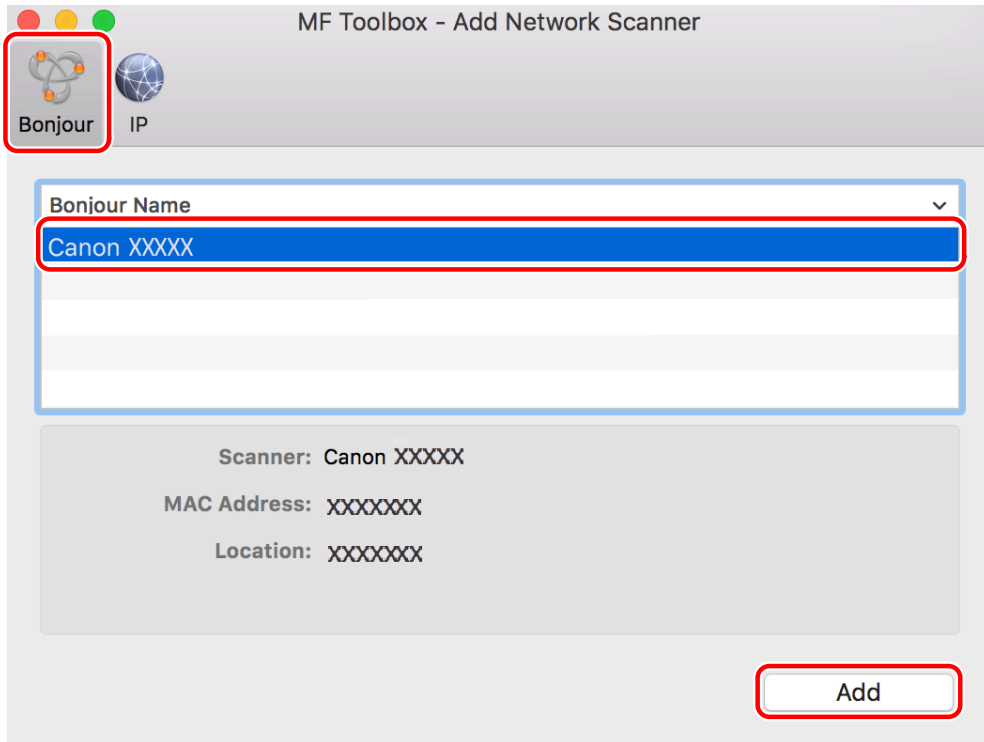 MF Toolbox - Add Network Scanner
Bonjour IP
Bonjour Name
Canon XXXXX
Scanner: Canon XXXXX
MAC Address: XXXXXXX
Location: XXXXXXX
Add